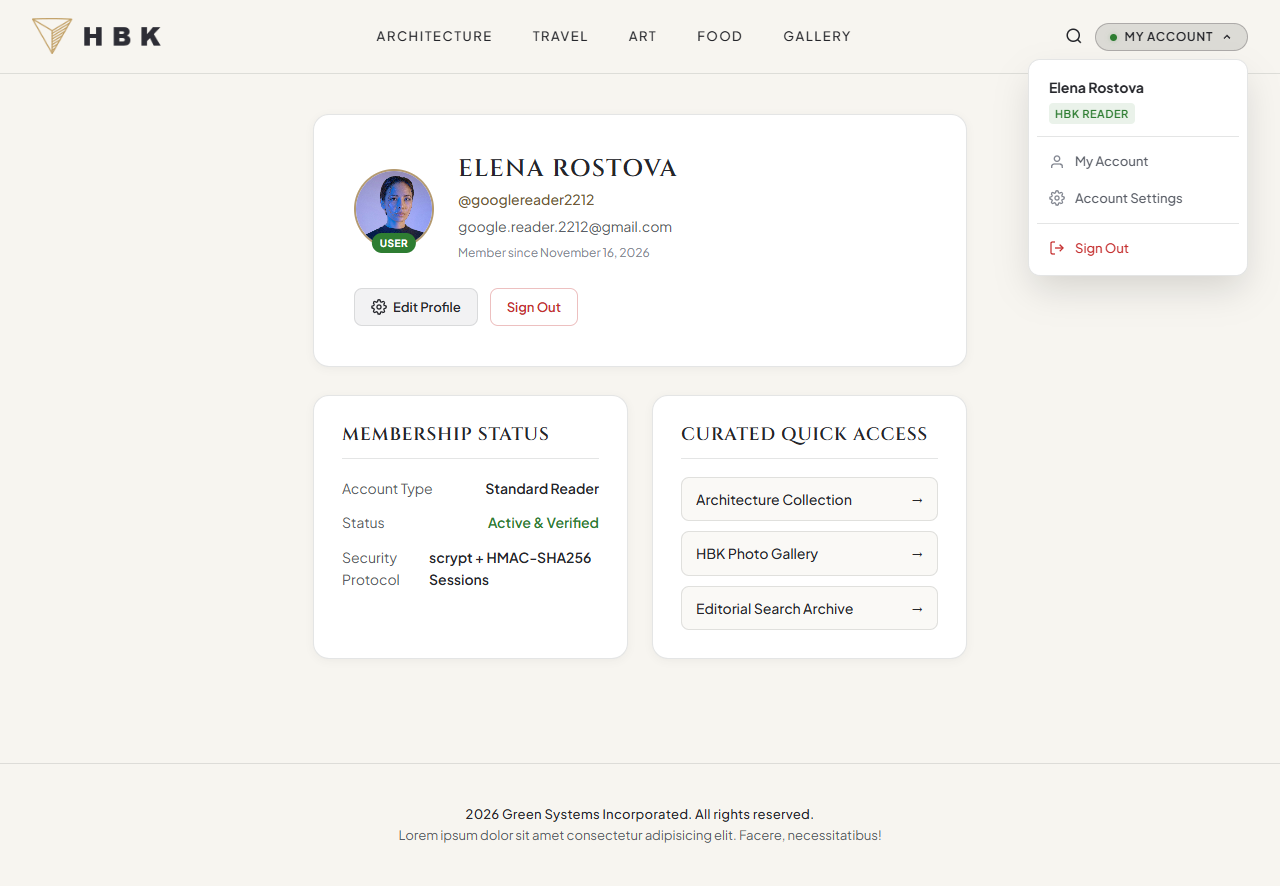 HBK
ARCHITECTURE
TRAVEL
ART
FOOD
GALLERY
MY ACCOUNT
Elena Rostova
HBK READER
My Account
Account Settings
Sign Out
ELENA ROSTOVA
@googlereader2212
google.reader.2212@gmail.com
Member since November 16, 2026
USER
Edit Profile
Sign Out
MEMBERSHIP STATUS
Account Type Standard Reader
Status Active & Verified
Security scrypt + HMAC-SHA256
Protocol Sessions
CURATED QUICK ACCESS
Architecture Collection →
HBK Photo Gallery →
Editorial Search Archive →
2026 Green Systems Incorporated. All rights reserved.
Lorem ipsum dolor sit amet consectetur adipisicing elit. Facere, necessitatibus!